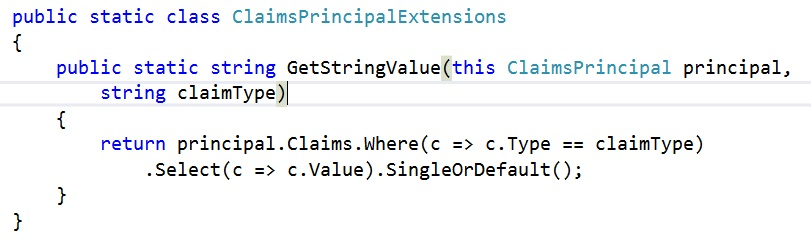 public static class ClaimsPrincipalExtensions
{
    public static string GetStringValue(this ClaimsPrincipal principal,
        string claimType)
    {
        return principal.Claims.Where(c => c.Type == claimType)
            .Select(c => c.Value).SingleOrDefault();
    }
}